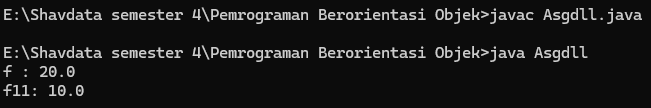 E:\Shavdata semester 4\Pemrograman Berorientasi Objek>javac Asgdll.java
E:\Shavdata semester 4\Pemrograman Berorientasi Objek>java Asgdll
f : 20.0
f11: 10.0